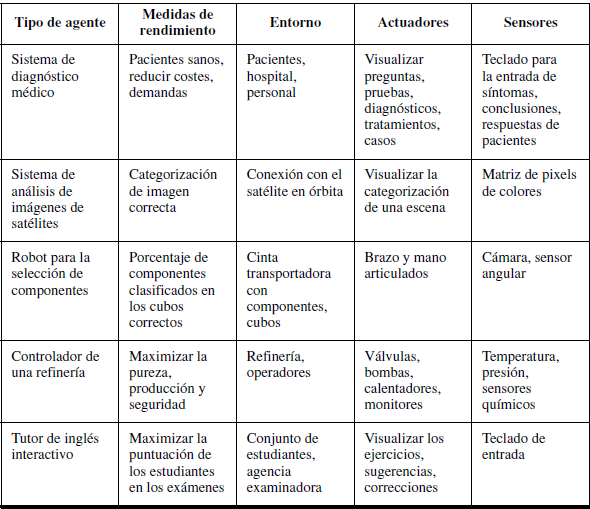 Tipo de agente
Medidas de
rendimiento
Entorno
Actuadores
Sensores
Sistema de
diagnóstico
médico
Pacientes sanos,
reducir costes,
demandas
Pacientes,
hospital,
personal
Visualizar
preguntas,
pruebas,
diagnósticos,
tratamientos,
casos
Teclado para
la entrada de
síntomas,
conclusiones,
respuestas de
pacientes
Sistema de
análisis de
imágenes de
satélites
Categorización
de imagen
correcta
Conexión con el
satélite en órbita
Visualizar la
categorización
de una escena
Matriz de pixels
de colores
Robot para la
selección de
componentes
Porcentaje de
componentes
clasificados en
los cubos
correctos
Cinta
transportadora
con
componentes,
cubos
Brazo y mano
articulados
Cámara, sensor
angular
Controlador de
una refinería
Maximizar la
pureza,
producción y
seguridad
Refinería,
operadores
Válvulas,
bombas,
calentadores,
monitores
Temperatura,
presión,
sensores
químicos
Tutor de inglés
interactivo
Maximizar la
puntuación de
los estudiantes
en los exámenes
Conjunto de
estudiantes,
agencia
examinadora
Visualizar los
ejercicios,
sugerencias,
correcciones
Teclado de
entrada